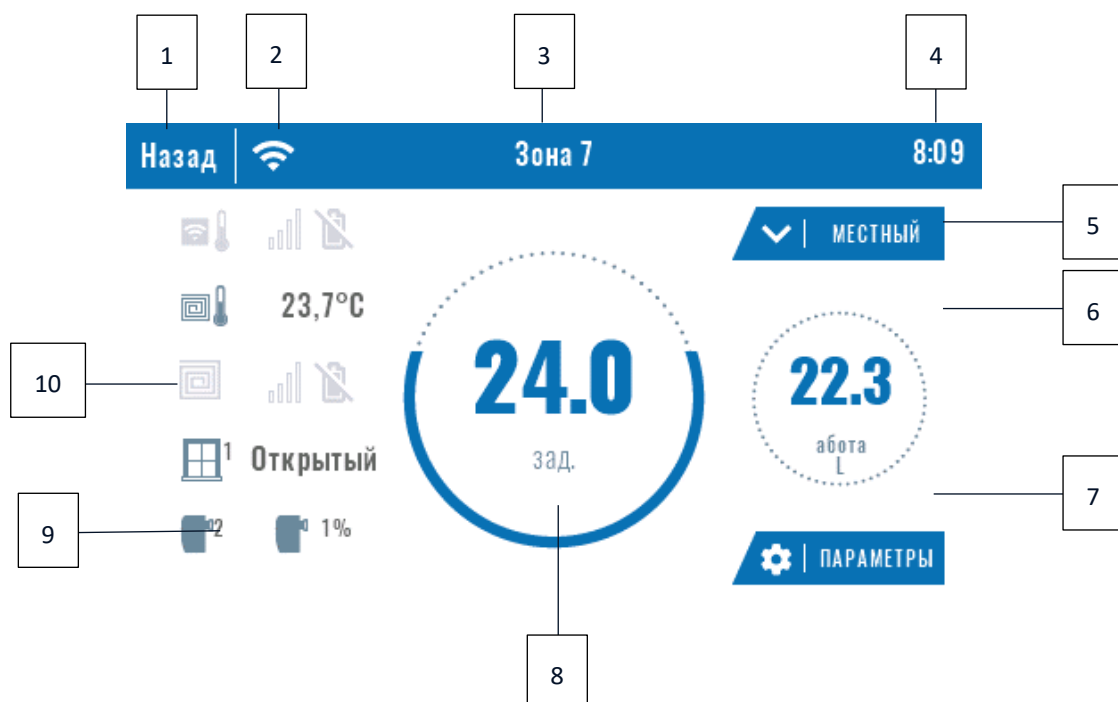 1
2
3
4
Назад
Зона 7
8:09
5
МЕСТНЫЙ
6
23,7°C
24.0
зад.
22.3
абота
L
10
1 Открытый
7
9
2
1%
ПАРАМЕТРЫ
8